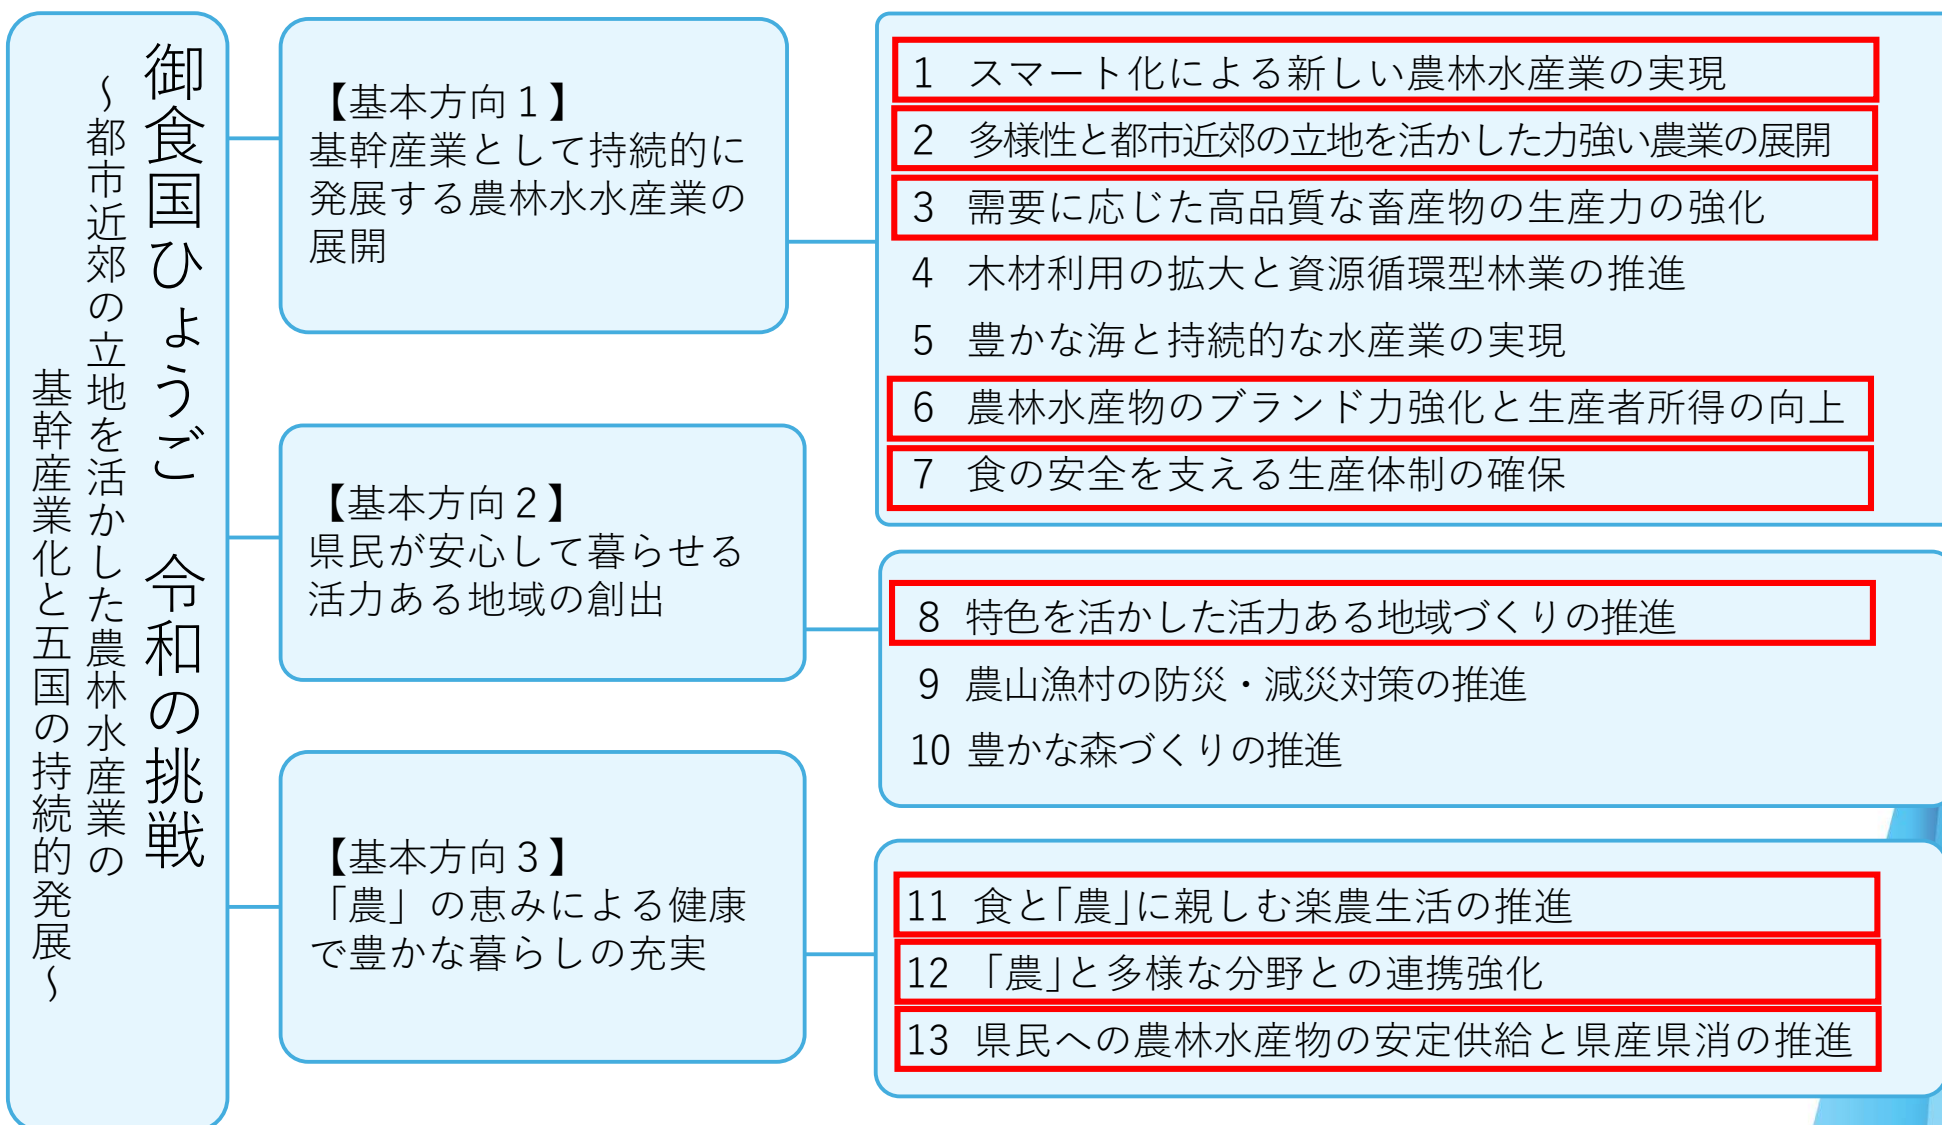 御食国ひょうご　令和の挑戦
～都市近郊の立地を活かした農林水産業の
基幹産業化と五国の持続的発展～
【基本方向１】
基幹産業として持続的に
発展する農林水水産業の
展開
1 スマート化による新しい農林水産業の実現
2 多様性と都市近郊の立地を活かした力強い農業の展開
3 需要に応じた高品質な畜産物の生産力の強化
4 木材利用の拡大と資源循環型林業の推進
5 豊かな海と持続的な水産業の実現
6 農林水産物のブランド力強化と生産者所得の向上
7 食の安全を支える生産体制の確保
【基本方向２】
県民が安心して暮らせる
活力ある地域の創出
8 特色を活かした活力ある地域づくりの推進
9 農山漁村の防災・減災対策の推進
10 豊かな森づくりの推進
【基本方向３】
「農」の恵みによる健康
で豊かな暮らしの充実
11 食と｢農｣に親しむ楽農生活の推進
12 ｢農｣と多様な分野との連携強化
13 県民への農林水産物の安定供給と県産県消の推進